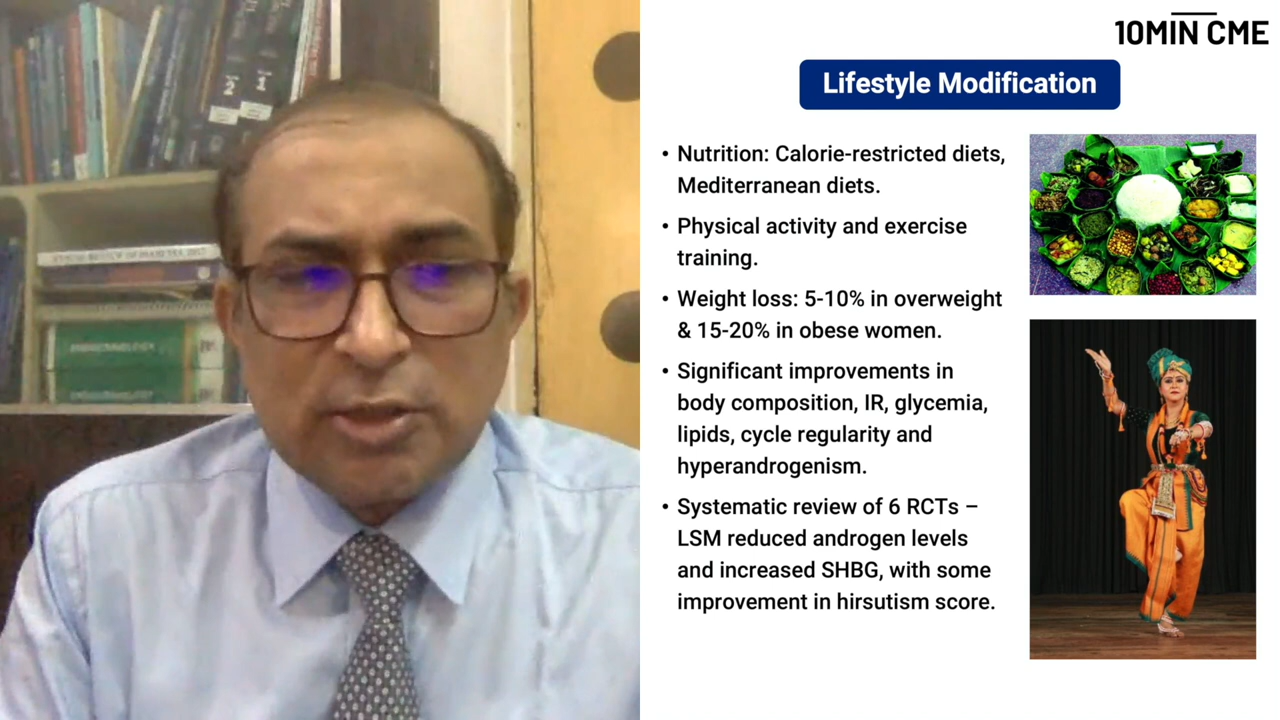 10MIN CME
Lifestyle Modification
• Nutrition: Calorie-restricted diets,
Mediterranean diets.
• Physical activity and exercise
training.
• Weight loss: 5-10% in overweight
& 15-20% in obese women.
• Significant improvements in
body composition, IR, glycemia,
lipids, cycle regularity and
hyperandrogenism.
• Systematic review of 6 RCTs –
LSM reduced androgen levels
and increased SHBG, with some
improvement in hirsutism score.
2
1